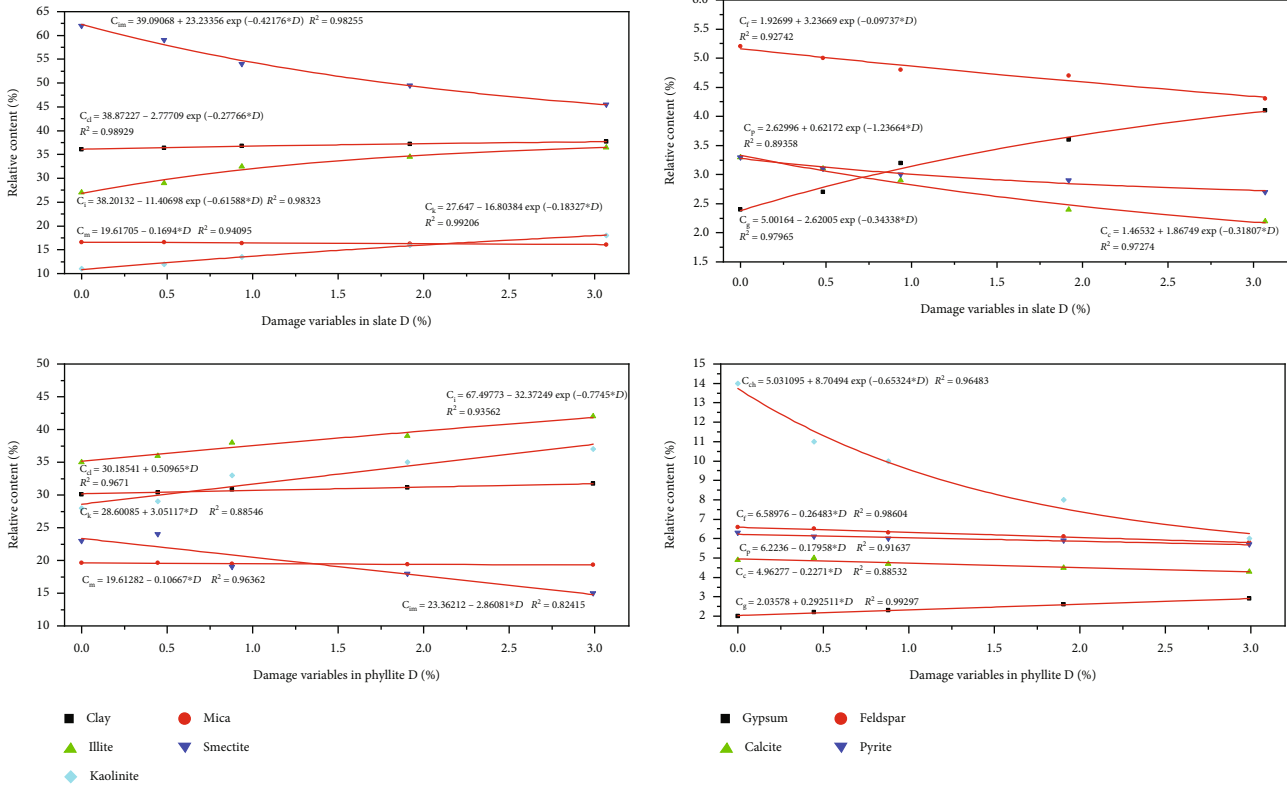 65
60
55
50
45
40
35
30
25
20
15
10
Relative content (%)
C_im = 39.09068 + 23.23356 exp (−0.42176*D) R² = 0.98255
C_cl = 38.87227 − 2.77709 exp (−0.27766*D)
R² = 0.98929
C_i = 38.20132 − 11.40698 exp (−0.61588*D) R² = 0.98323
C_k = 27.647 − 16.80384 exp (−0.18327*D)
R² = 0.99206
C_m = 19.61705 − 0.1694*D R² = 0.94095
0.0 0.5 1.0 1.5 2.0 2.5 3.0
Damage variables in slate D (%)
6.0
5.5
5.0
4.5
4.0
3.5
3.0
2.5
2.0
1.5
Relative content (%)
C_f = 1.92699 + 3.23669 exp (−0.09737*D)
R² = 0.92742
C_p = 2.62996 + 0.62172 exp (−1.23664*D)
R² = 0.89358
C_g = 5.00164 − 2.62005 exp (−0.34338*D)
R² = 0.97965
C_c = 1.46532 + 1.86749 exp (−0.31807*D)
R² = 0.97274
0.0 0.5 1.0 1.5 2.0 2.5 3.0
Damage variables in slate D (%)
50
45
40
35
30
25
20
15
10
Relative content (%)
C_i = 67.49773 − 32.37249 exp (−0.7745*D)
R² = 0.93562
C_cl = 30.18541 + 0.50965*D
R² = 0.9671
C_k = 28.60085 + 3.05117*D R² = 0.88546
C_m = 19.61282 − 0.10667*D R² = 0.96362
C_im = 23.36212 − 2.86081*D R² = 0.82415
0.0 0.5 1.0 1.5 2.0 2.5 3.0
Damage variables in phyllite D (%)
15
14
13
12
11
10
9
8
7
6
5
4
3
2
Relative content (%)
C_ch = 5.031095 + 8.70494 exp (−0.65324*D) R² = 0.96483
C_f = 6.58976 − 0.26483*D R² = 0.98604
C_p = 6.2236 − 0.17958*D R² = 0.91637
C_c = 4.96277 − 0.2271*D R² = 0.88532
C_g = 2.03578 + 0.292511*D R² = 0.99297
0.0 0.5 1.0 1.5 2.0 2.5 3.0
Damage variables in phyllite D (%)
Clay Mica
Illite Smectite
Kaolinite
Gypsum Feldspar
Calcite Pyrite